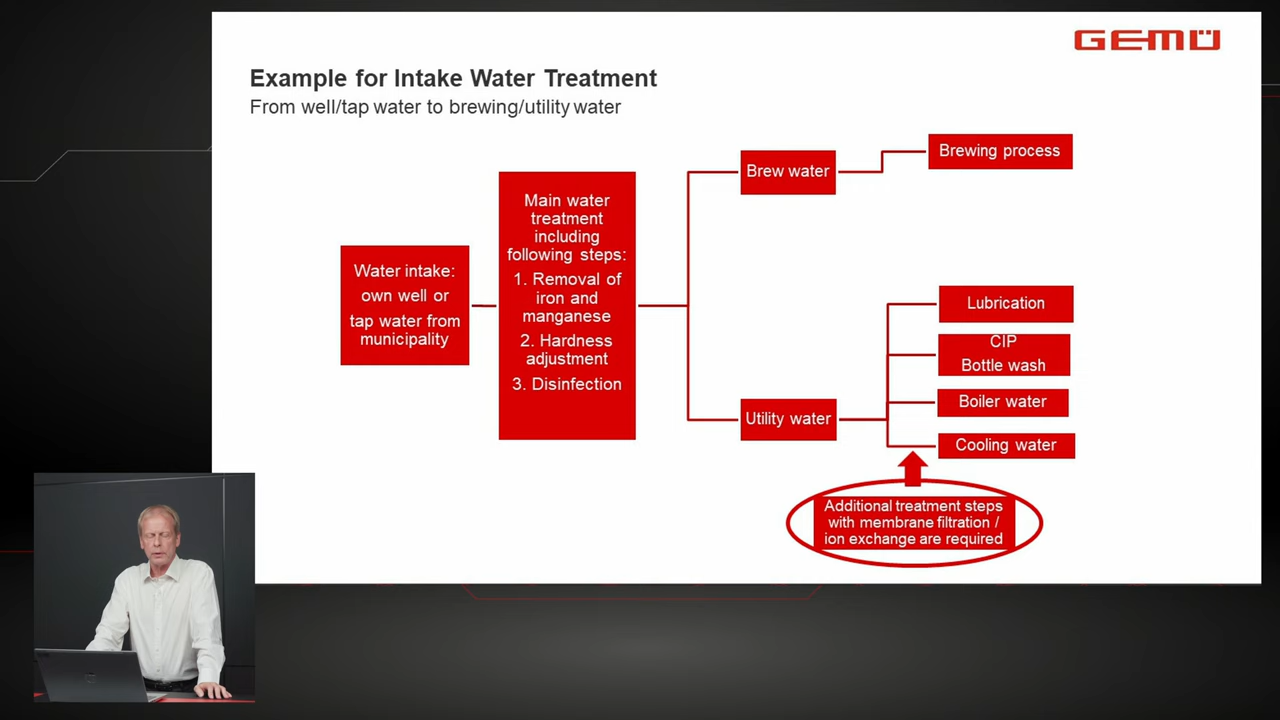 GEMÜ
Example for Intake Water Treatment
From well/tap water to brewing/utility water
Water intake:
own well or
tap water from
municipality
Main water
treatment
including
following steps:
1. Removal of
iron and
manganese
2. Hardness
adjustment
3. Disinfection
Brew water
Brewing process
Utility water
Lubrication
CIP
Bottle wash
Boiler water
Cooling water
Additional treatment steps
with membrane filtration /
ion exchange are required